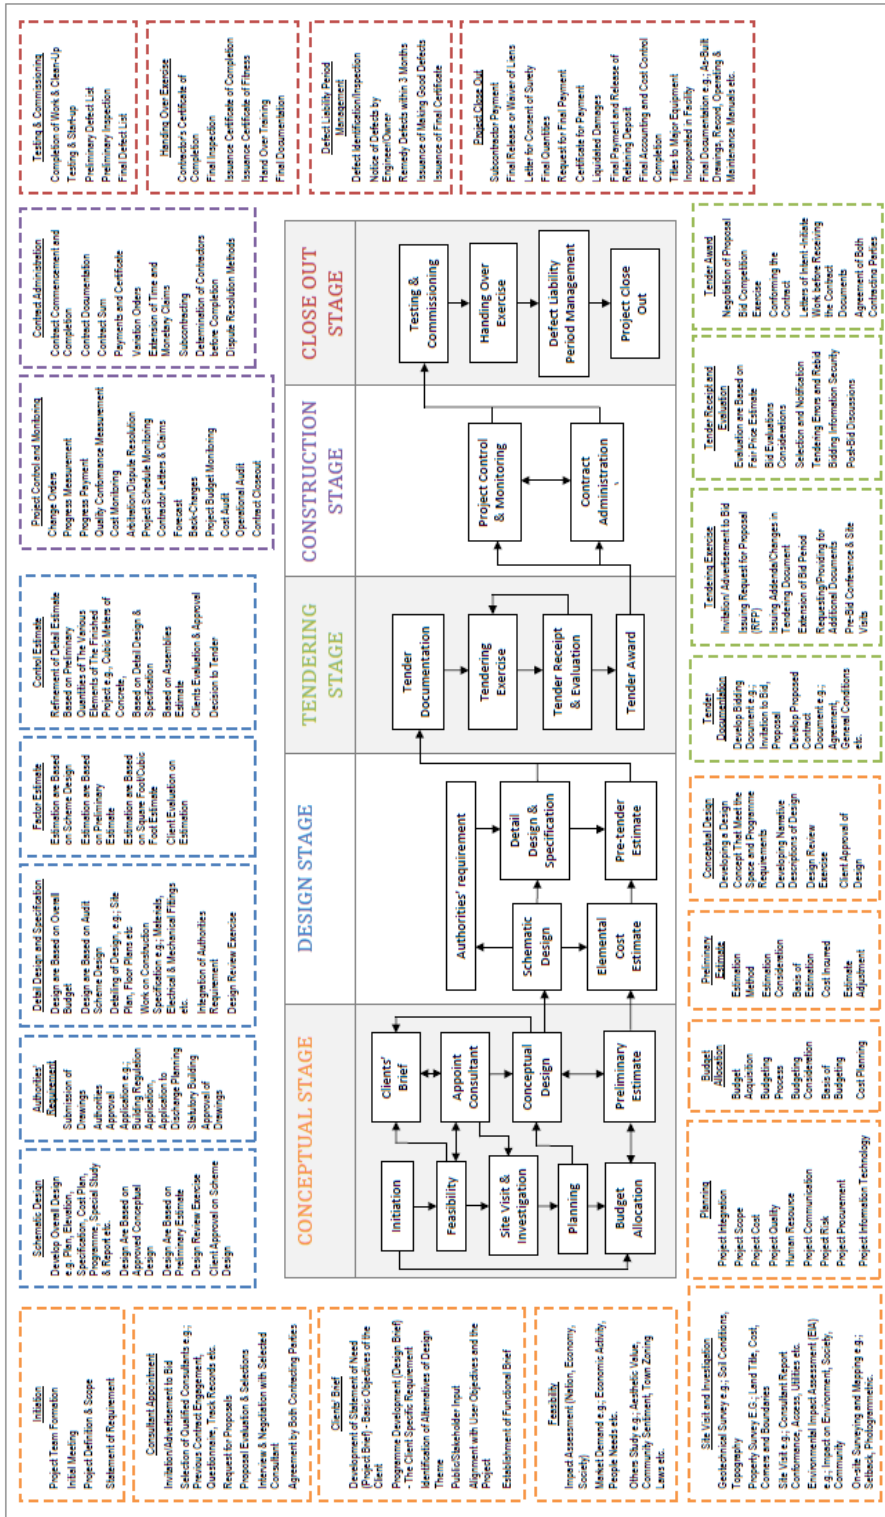 Initiation
Project Team Formation
Initial Meeting
Project Definition & Scope
Statement of Requirement
Consultant Appointment
Invitation/Advertisement to Bid
Selection of Qualified Consultants e.g.;
Previous Contract Engagement,
Questionnaire, Track Records etc.
Request for Proposals
Proposal Evaluation & Selections
Interview & Negotiation with Selected
Consultant
Agreement by Both Contracting Parties
Clients' Brief
Development of Statement of Need
(Project Brief) - Basic Objectives of the
Client
Programme Development (Design Brief)
- The Client Specific Requirement
Identification of Alternatives of Design
Theme
Public/Stakeholder Input
Alignment with User Objectives and the
Project
Establishment of Functional Brief
Feasibility
Impact Assessment (Nation, Economy,
Society)
Market Demand e.g.; Economic Activity,
People Needs etc.
Others Study e.g.; Aesthetic Value,
Community Sentiment, Town Zoning
Laws etc.
Site Visit and Investigation
Geotechnical Survey e.g.; Soil Conditions,
Topography
Property Survey E.G.; Land Title, Cost,
Corners and Boundaries
Site Visit e.g.; Consultant Report
Conformance, Access, Utilities etc.
Environmental Impact Assessment (EIA)
e.g.; Impact on Environment, Society,
Community
On-site Surveying and Mapping e.g.;
Setback, Photogrammetric.
Schematic Design
Develop Overall Design
e.g. Plan, Elevation,
Specification, Cost Plan,
Programme, Special Study
& Report etc.
Design Are Based on
Approved Conceptual
Design
Design Are Based on
Preliminary Estimate
Design Review Exercise
Client Approval on Scheme
Design
Authorities'
Requirement
Submission of
Drawings
Authorities
Approval
Application e.g.;
Building Regulation
Application,
Application to
Discharge Planning
Statutory Building
Approval of
Drawings
Detail Design and Specification
Design are Based on Overall
Budget
Design are Based on Audit
Scheme Design
Detailing of Design, e.g.; Site
Plan, Floor Plans etc
Work on Construction
Specification e.g.; Materials,
Electrical & Mechanical Fittings
etc.
Integration of Authorities
Requirement
Design Review Exercise
Factor Estimate
Estimation are Based
on Scheme Design
Estimation are Based
on Preliminary
Estimate
Estimation are Based
on Square Foot/Cubic
Foot Estimate
Client Evaluation on
Estimation
Control Estimate
Refinement of Detail Estimate
Based on Preliminary
Quantities of The Various
Elements of The Finished
Project e.g.; Cubic Meters of
Concrete,
Based on Detail Design &
Specification
Based on Assemblies
Estimate
Clients Evaluation & Approval
Decision to Tender
Project Control and Monitoring
Change Orders
Progress Measurement
Progress Payment
Quality Conformance Measurement
Cost Monitoring
Arbitration/Dispute Resolution
Project Schedule Monitoring
Contractor Letters & Claims
Forecast
Back-Charges
Project Budget Monitoring
Cost Audit
Operational Audit
Contract Closeout
Contract Administration
Contract Commencement and
Completion
Contract Documentation
Contract Sum
Payments and Certificate
Variation Orders
Extension of Time and
Monetary Claims
Subcontracting
Determination of Contractors
before Completion
Dispute Resolution Methods
Testing & Commissioning
Completion of Work & Clean-Up
Testing & Start-up
Preliminary Defect List
Preliminary Inspection
Final Defect List
Handing Over Exercise
Contractor's Certificate of
Completion
Final Inspection
Issuance Certificate of Completion
Issuance Certificate of Fitness
Hand Over Training
Final Documentation
Defect Liability Period
Management
Defect Identification/Inspection
Notice of Defects by
Engineer/Owner
Remedy Defects within 3 Months
Issuance of Making Good Defects
Issuance of Final Certificate
Project Close Out
Subcontractor Payment
Final Release or Waiver of Liens
Letter for Consent of Surety
Final Quantities
Request for Final Payment
Certificate for Payment
Liquidated Damages
Final Payment and Release of
Retaining Deposit
Final Accounting and Cost Control
Completion
Titles to Major Equipment
Incorporated in Facility
Final Documentation e.g.; As-Built
Drawings, Record, Operating &
Maintenance Manuals etc.
CONCEPTUAL STAGE
DESIGN STAGE
TENDERING
STAGE
CONSTRUCTION
STAGE
CLOSE OUT
STAGE
Initiation
Clients'
Brief
Feasibility
Appoint
Consultant
Site Visit &
Investigation
Conceptual
Design
Planning
Budget
Allocation
Preliminary
Estimate
Authorities' requirement
Schematic
Design
Detail
Design &
Specification
Elemental
Cost
Estimate
Pre-tender
Estimate
Tender
Documentation
Tendering
Exercise
Tender Receipt
& Evaluation
Tender Award
Project Control
& Monitoring
Contract
Administration
Testing &
Commissioning
Handing Over
Exercise
Defect Liability
Period Management
Project Close
Out
Planning
Project Integration
Project Scope
Project Cost
Project Quality
Human Resource
Project Communication
Project Risk
Project Procurement
Project Information Technology
Budget
Allocation
Budget
Acquisition
Budgeting
Process
Budgeting
Consideration
Basis of
Budgeting
Cost Planning
Preliminary
Estimate
Estimation
Method
Estimation
Consideration
Basis of
Estimation
Cost Incurred
Estimate
Adjustment
Conceptual Design
Developing a Design
Concept That Meet the
Space and Programme
Requirements
Developing Narrative
Descriptions of Design
Design Review
Exercise
Client Approval of
Design
Tender
Documentation
Develop Bidding
Document e.g.;
Invitation to Bid,
Proposal
Develop Proposed
Contract
Document e.g.;
Agreement,
General Conditions
etc.
Tendering Exercise
Invitation/ Advertisement to Bid
Issuing Request for Proposal
(RFP)
Issuing Addenda/Changes in
Tendering Document
Extension of Bid Period
Requesting/Providing for
Additional Documents
Pre-Bid Conference & Site
Visits
Tender Receipt and
Evaluation
Evaluation are Based on
Fair Price Estimate
Bid Evaluations
Considerations
Selection and Notification
Tendering Errors and Rebid
Bidding Information Security
Post-Bid Discussions
Tender Award
Negotiation of Proposal
Bid Competition
Exercise
Conforming the
Contract
Letters of Intent -Initiate
Work before Receiving
the Contract
Documents
Agreement of Both
Contracting Parties